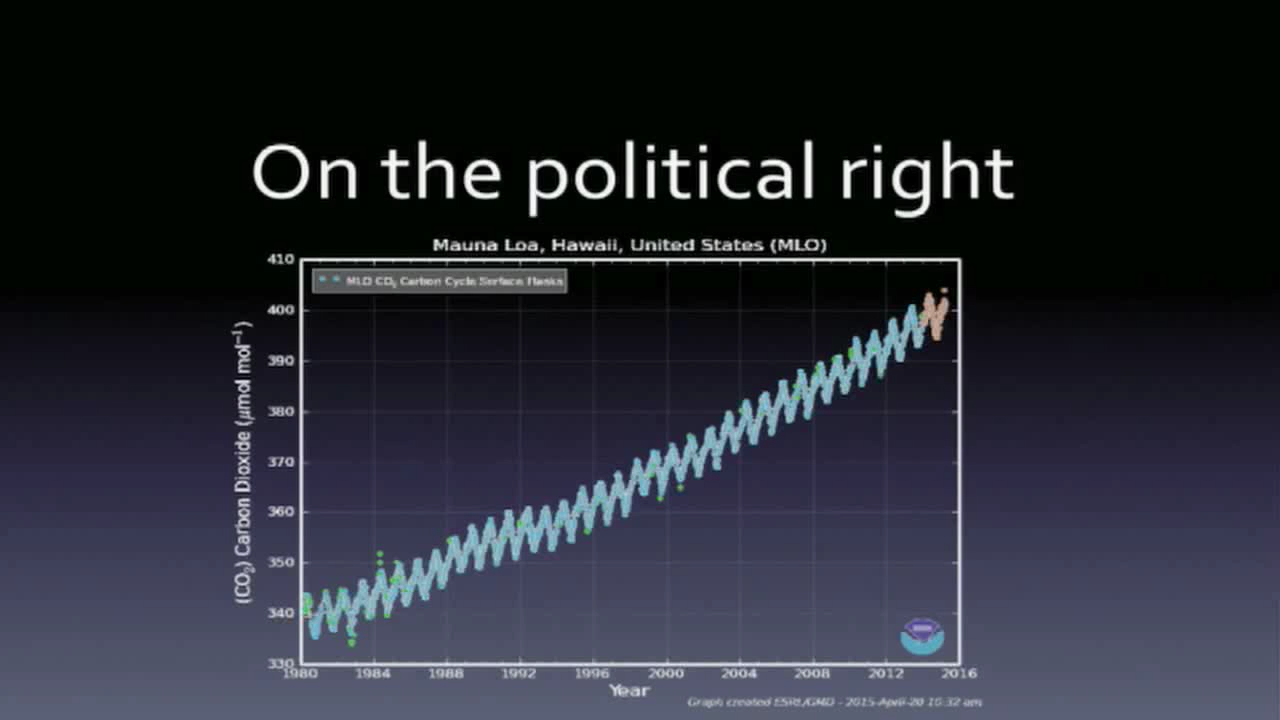 On the political right
Mauna Loa, Hawaii, United States (MLO)
MLO CO₂ Carbon Cycle Surface Flasks
(CO₂) Carbon Dioxide (μmol mol⁻¹)
410
400
390
380
370
360
350
340
330
1980 1984 1988 1992 1996 2000 2004 2008 2012 2016
Year
Graph created ESRL/GMD - 2015-April-20 10:32 am